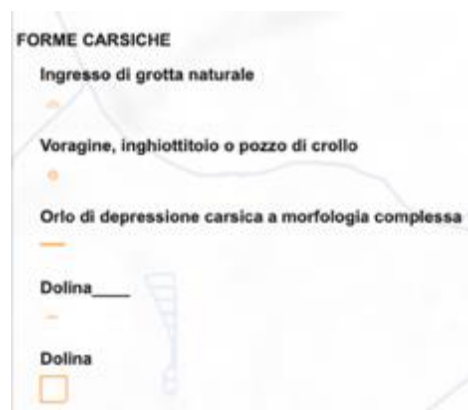 FORME CARSICHE
Ingresso di grotta naturale
Voragine, inghiottitoio o pozzo di crollo
Orlo di depressione carsica a morfologia complessa
Dolina____
Dolina